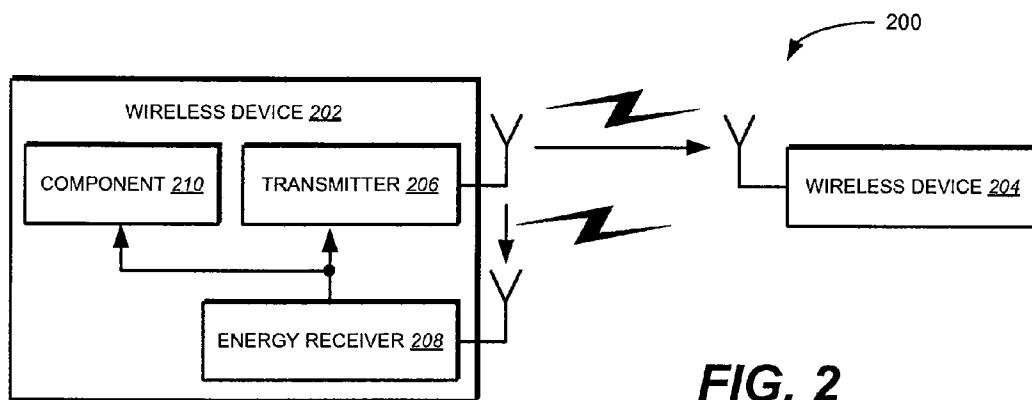 200
WIRELESS DEVICE 202
COMPONENT 210
TRANSMITTER 206
WIRELESS DEVICE 204
ENERGY RECEIVER 208
FIG. 2